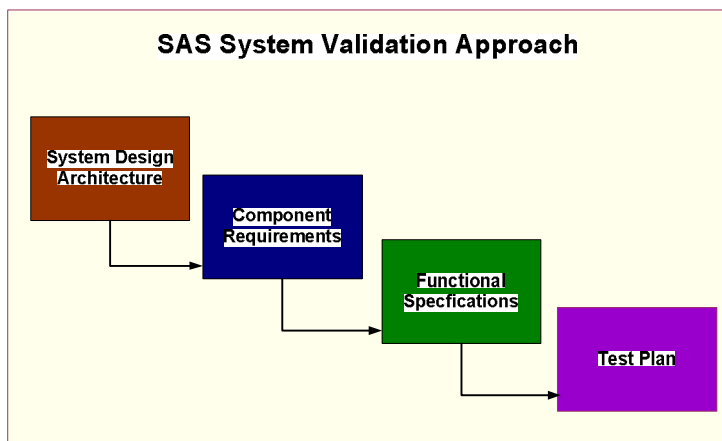 SAS System Validation Approach
System Design
Architecture
Component
Requirements
Functional
Specfications
Test Plan